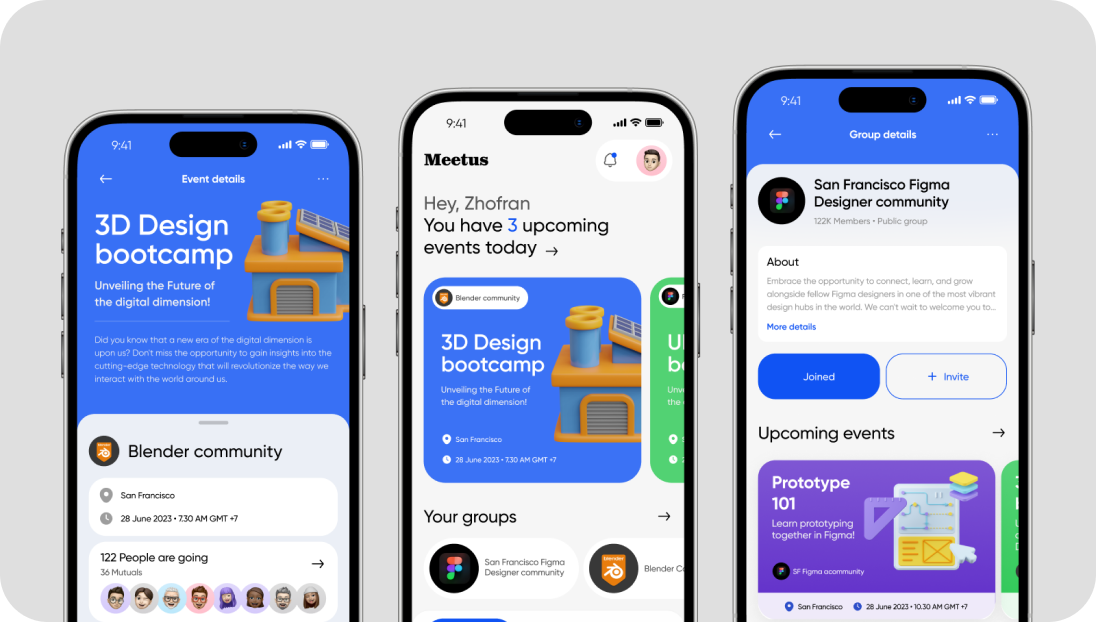 9:41
Event details
3D Design
bootcamp
Unveiling the Future of
the digital dimension!
Did you know that a new era of the digital dimension is
upon us? Don't miss the opportunity to gain insights into the
cutting-edge technology that will revolutionize the way we
interact with the world around us.
Blender community
San Francisco
28 June 2023 • 7.30 AM GMT +7
122 People are going
36 Mutuals
9:41
Meetus
Hey, Zhofran
You have 3 upcoming
events today →
Blender community
3D Design
bootcamp
Unveiling the Future of
the digital dimension!
San Francisco
28 June 2023 • 7.30 AM GMT +7
Your groups
San Francisco Figma
Designer community
blender
Blender Co
9:41
Group details
San Francisco Figma
Designer community
122K Members • Public group
About
Embrace the opportunity to connect, learn, and grow
alongside fellow Figma designers in one of the most vibrant
design hubs in the world. We can't wait to welcome you to...
More details
Joined
+ Invite
Upcoming events
Prototype
101
Learn prototyping
together in Figma!
SF Figma acommunity
San Francisco
28 June 2023 • 10.30 AM GMT +7